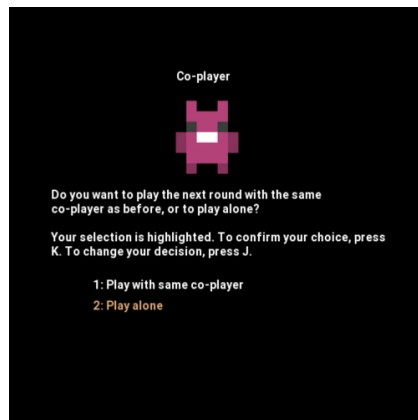 Co-player
Do you want to play the next round with the same
co-player as before, or to play alone?
Your selection is highlighted. To confirm your choice, press
K. To change your decision, press J.
1: Play with same co-player
2: Play alone